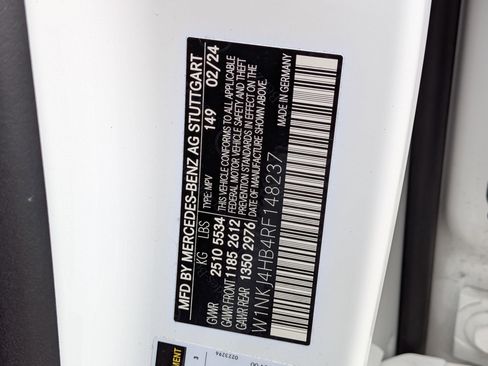 MFD BY MERCEDES-BENZ AG STUTTGART
149 02/24
KG LBS TYPE: MPV
GVWR 2510 5534
GAWR FRONT 1185 2612
GAWR REAR 1350 2976
THIS VEHICLE CONFORMS TO ALL APPLICABLE
FEDERAL MOTOR VEHICLE SAFETY AND THEFT
PREVENTION STANDARDS IN EFFECT ON THE
DATE OF MANUFACTURE SHOWN ABOVE.
W1NKJ4HB4RF148237
MADE IN GERMANY
3
0223294